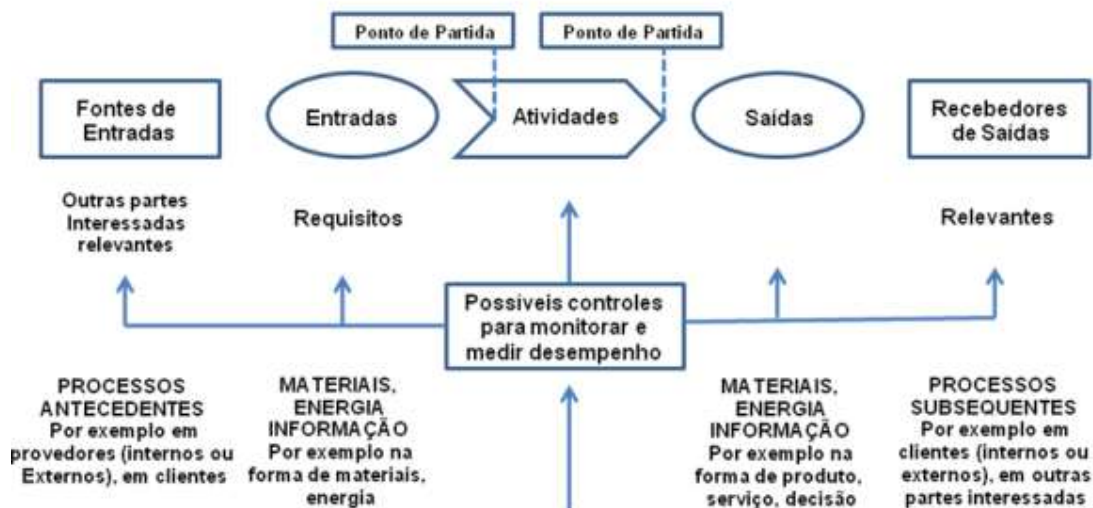 Ponto de Partida
Ponto de Partida
Fontes de
Entradas
Entradas
Atividades
Saídas
Recebedores
de Saídas
Outras partes
Interessadas
relevantes
Requisitos
Relevantes
Possíveis controles
para monitorar e
medir desempenho
PROCESSOS
ANTECEDENTES
Por exemplo em
provedores (internos ou
Externos), em clientes
MATERIAIS,
ENERGIA
INFORMAÇÃO
Por exemplo na
forma de materiais,
energia
MATERIAIS,
ENERGIA
INFORMAÇÃO
Por exemplo na
forma de produto,
serviço, decisão
PROCESSOS
SUBSEQUENTES
Por exemplo em
clientes (internos ou
externos), em outras
partes interessadas